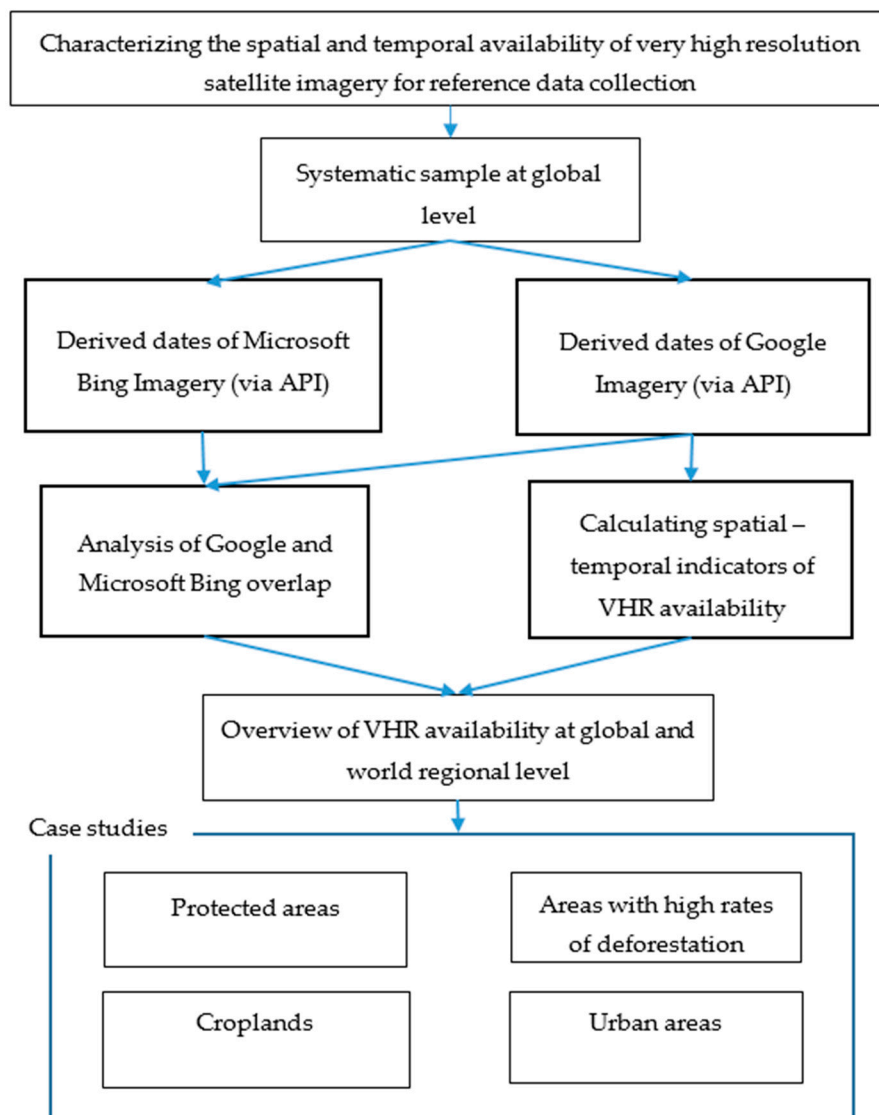 Characterizing the spatial and temporal availability of very high resolution
satellite imagery for reference data collection
Systematic sample at global
level
Derived dates of Microsoft
Bing Imagery (via API)
Derived dates of Google
Imagery (via API)
Analysis of Google and
Microsoft Bing overlap
Calculating spatial –
temporal indicators of
VHR availability
Overview of VHR availability at global and
world regional level
Case studies
Protected areas
Areas with high rates
of deforestation
Croplands
Urban areas